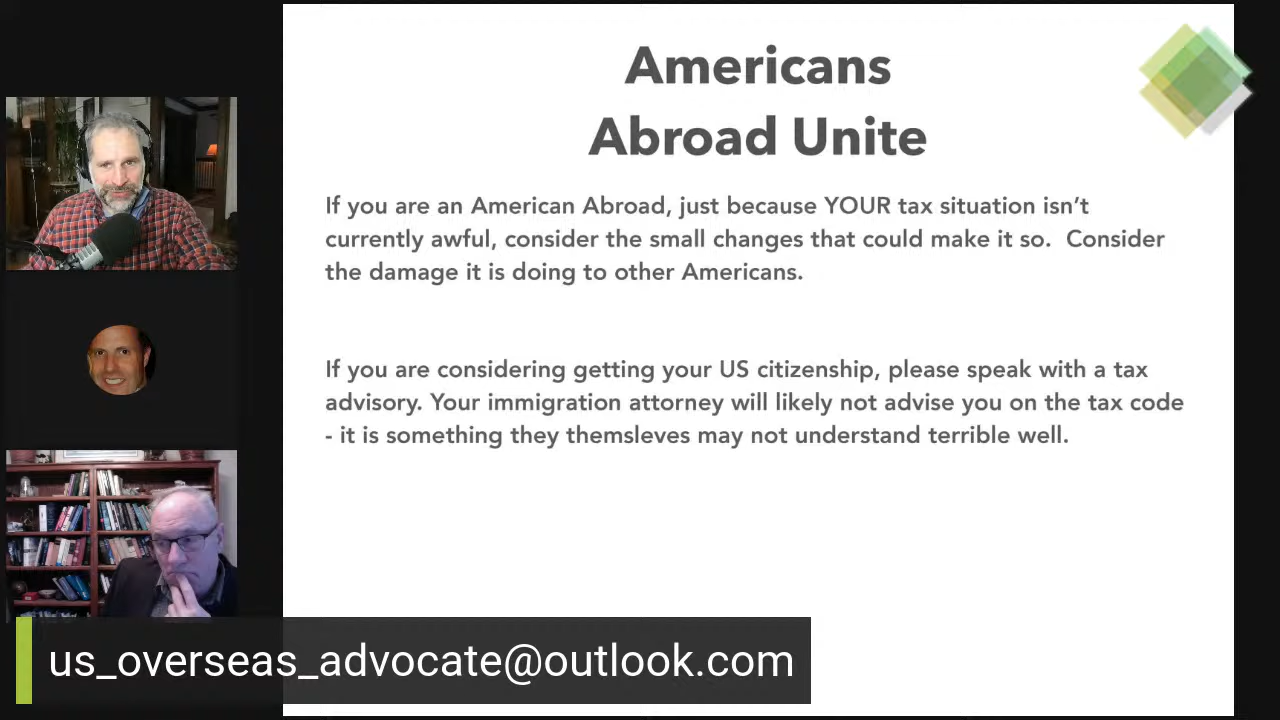 Americans
Abroad Unite
If you are an American Abroad, just because YOUR tax situation isn’t
currently awful, consider the small changes that could make it so.  Consider
the damage it is doing to other Americans.
If you are considering getting your US citizenship, please speak with a tax
advisory. Your immigration attorney will likely not advise you on the tax code
- it is something they themsleves may not understand terrible well.
us_overseas_advocate@outlook.com